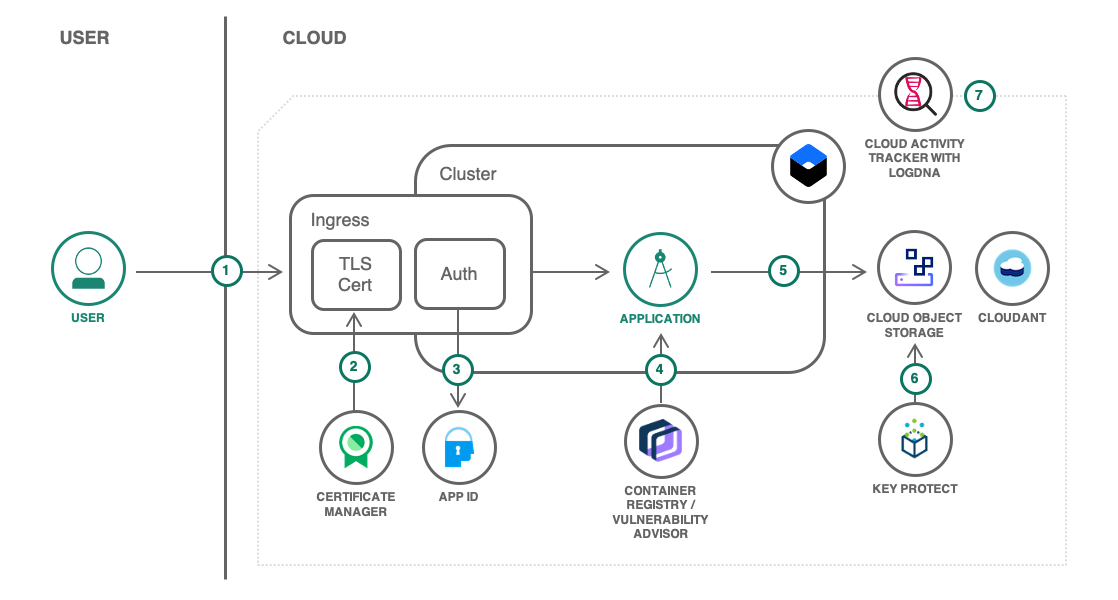 USER
CLOUD
7
CLOUD ACTIVITY
TRACKER WITH
LOGDNA
Cluster
Ingress
TLS
Cert
Auth
1
5
USER
APPLICATION
CLOUD OBJECT
STORAGE
CLOUDANT
2
3
4
6
CERTIFICATE
MANAGER
APP ID
CONTAINER
REGISTRY /
VULNERABILITY
ADVISOR
KEY PROTECT